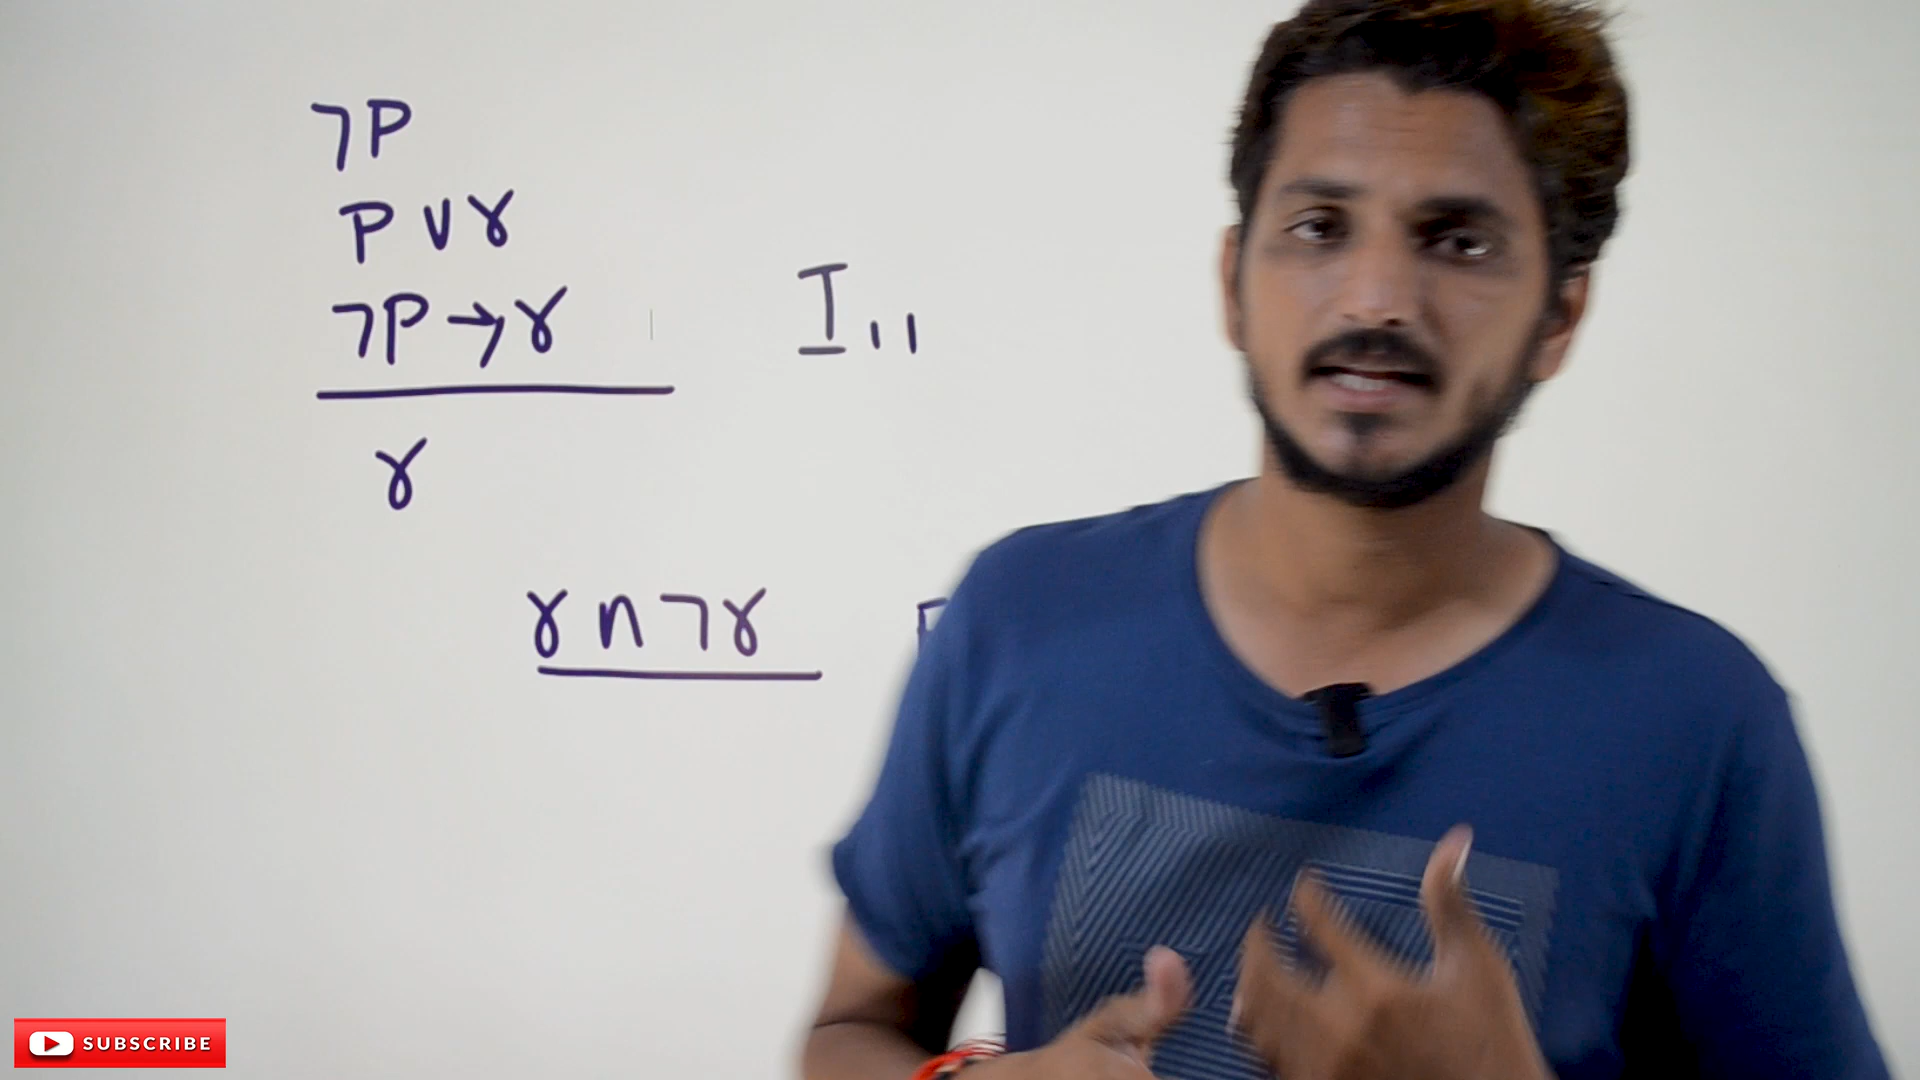 ¬P
P ∨ r
¬P → r
I₁₁
r
r ∧ ¬r
SUBSCRIBE